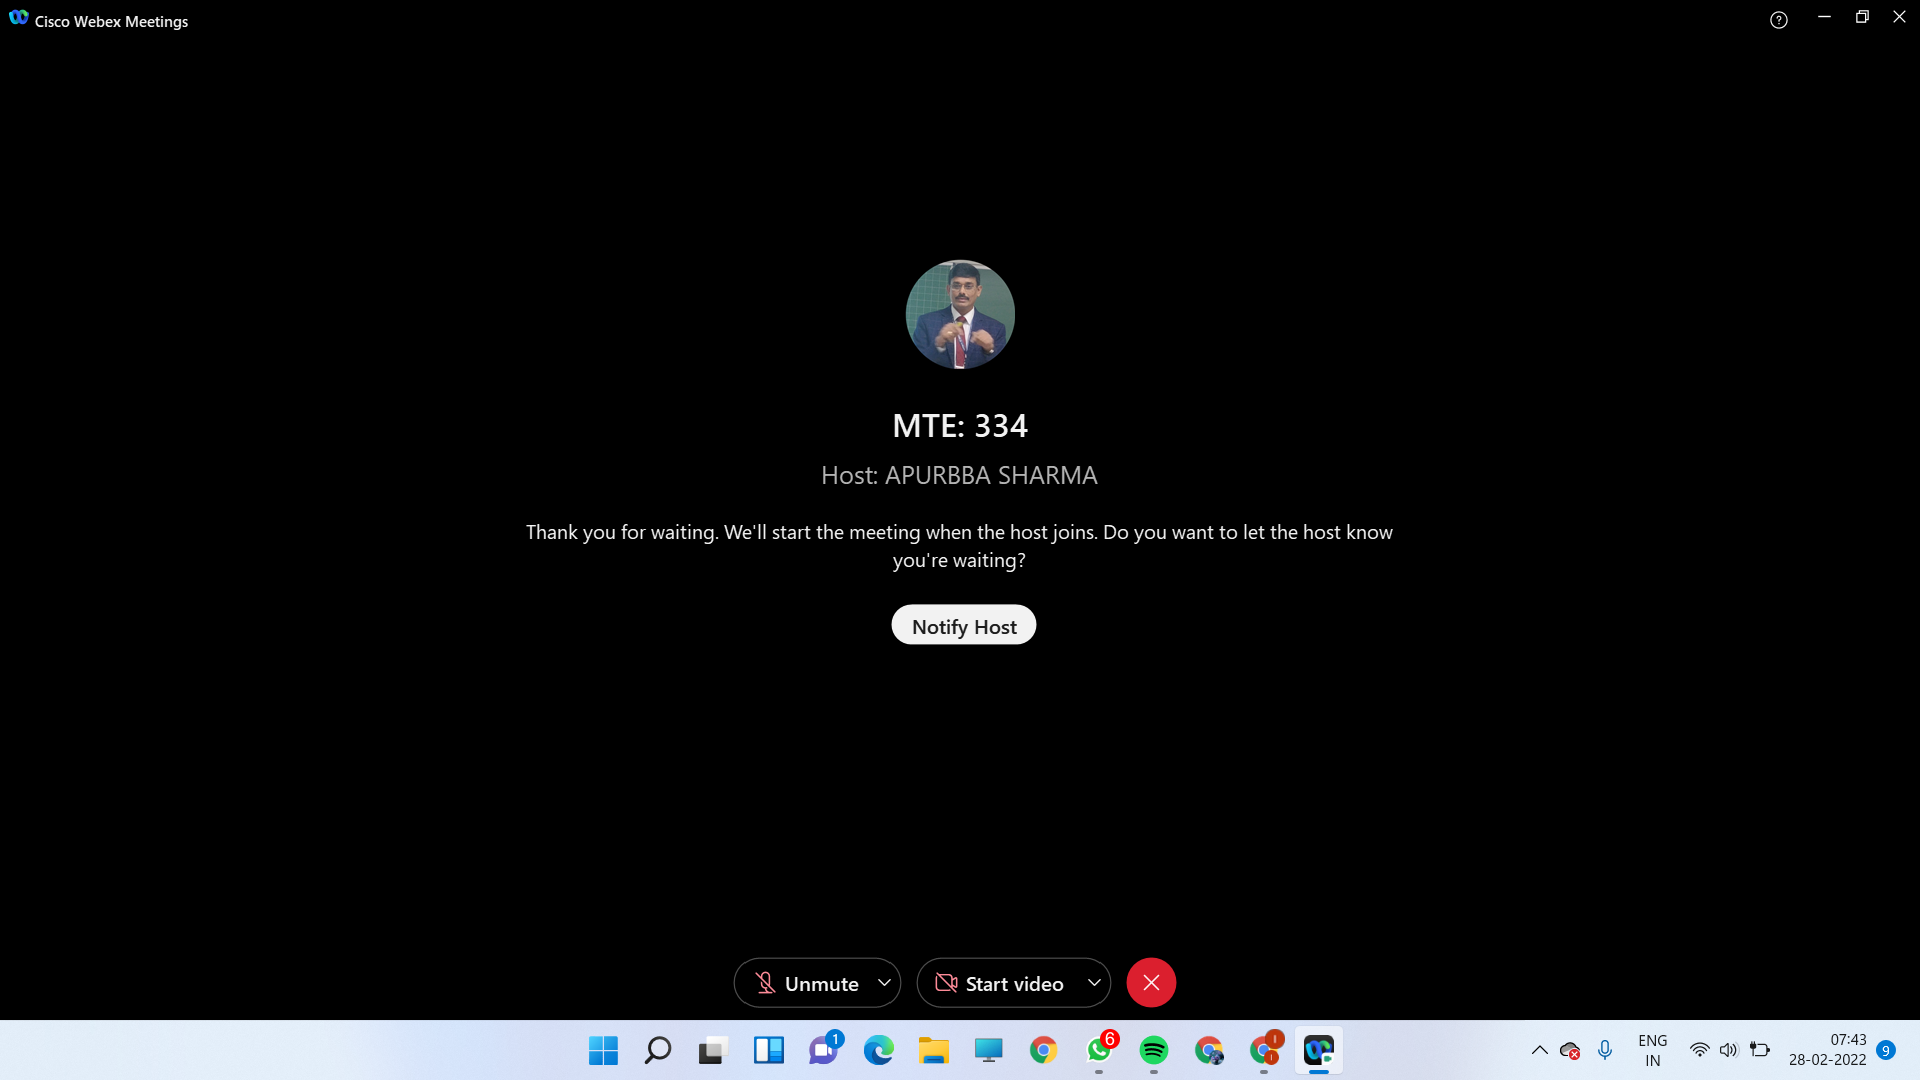 Cisco Webex Meetings
MTE: 334
Host: APURBBA SHARMA
Thank you for waiting. We'll start the meeting when the host joins. Do you want to let the host know
you're waiting?
Notify Host
Unmute
Start video
1
6
ENG
IN
07:43
28-02-2022
9